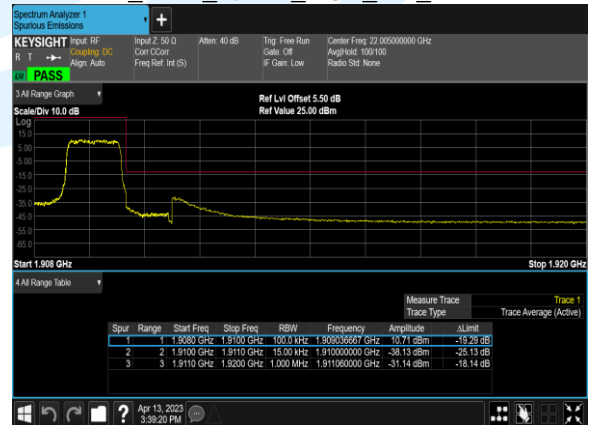 Spectrum Analyzer 1
Spurious Emissions
+
KEYSIGHT Input: RF Input Z: 50 Ω Atten: 40 dB Trig: Free Run Center Freq: 22.005000000 GHz
R T Coupling: DC Corr CCorr Gate: Off Avg|Hold: 100/100
Align: Auto Freq Ref: Int (S) IF Gain: Low Radio Std: None
LV PASS
3 All Range Graph
Ref Lvl Offset 5.50 dB
Scale/Div 10.0 dB Ref Value 25.00 dBm
Log
15.0
5.00
-5.00
-15.0
-25.0
-35.0
-45.0
-55.0
-65.0
Start 1.908 GHz Stop 1.920 GHz
4 All Range Table
Measure Trace Trace 1
Trace Type Trace Average (Active)
Spur Range Start Freq Stop Freq RBW Frequency Amplitude ΔLimit
1 1 1.9080 GHz 1.9100 GHz 100.0 kHz 1.909036667 GHz 10.71 dBm -19.29 dB
2 2 1.9100 GHz 1.9110 GHz 15.00 kHz 1.910000000 GHz -38.13 dBm -25.13 dB
3 3 1.9110 GHz 1.9200 GHz 1.000 MHz 1.911060000 GHz -31.14 dBm -18.14 dB
? Apr 13, 2023
3:39:20 PM